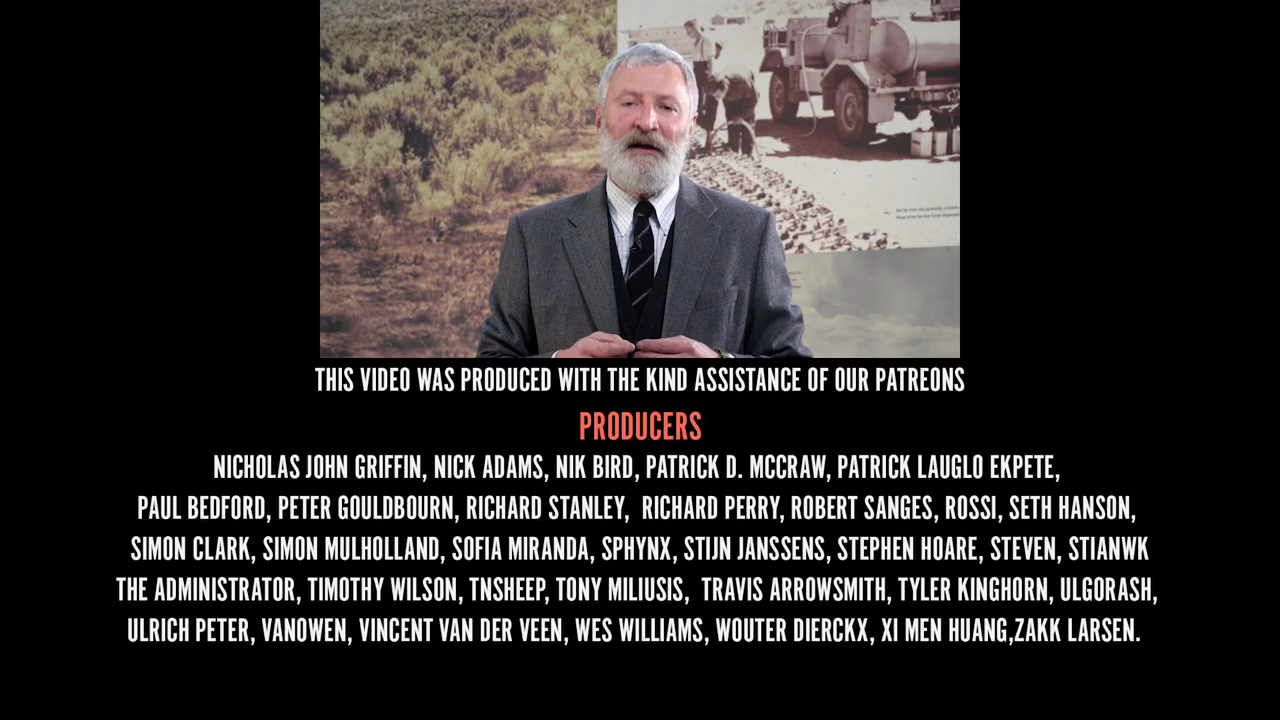 THIS VIDEO WAS PRODUCED WITH THE KIND ASSISTANCE OF OUR PATREONS
PRODUCERS
NICHOLAS JOHN GRIFFIN, NICK ADAMS, NIK BIRD, PATRICK D. MCCRAW, PATRICK LAUGLO EKPETE,
PAUL BEDFORD, PETER GOULDBOURN, RICHARD STANLEY, RICHARD PERRY, ROBERT SANGES, ROSSI, SETH HANSON,
SIMON CLARK, SIMON MULHOLLAND, SOFIA MIRANDA, SPHYNX, STIJN JANSSENS, STEPHEN HOARE, STEVEN, STIANWK
THE ADMINISTRATOR, TIMOTHY WILSON, TNSHEEP, TONY MILIUSIS, TRAVIS ARROWSMITH, TYLER KINGHORN, ULGORASH,
ULRICH PETER, VANOWEN, VINCENT VAN DER VEEN, WES WILLIAMS, WOUTER DIERCKX, XI MEN HUANG,ZAKK LARSEN.